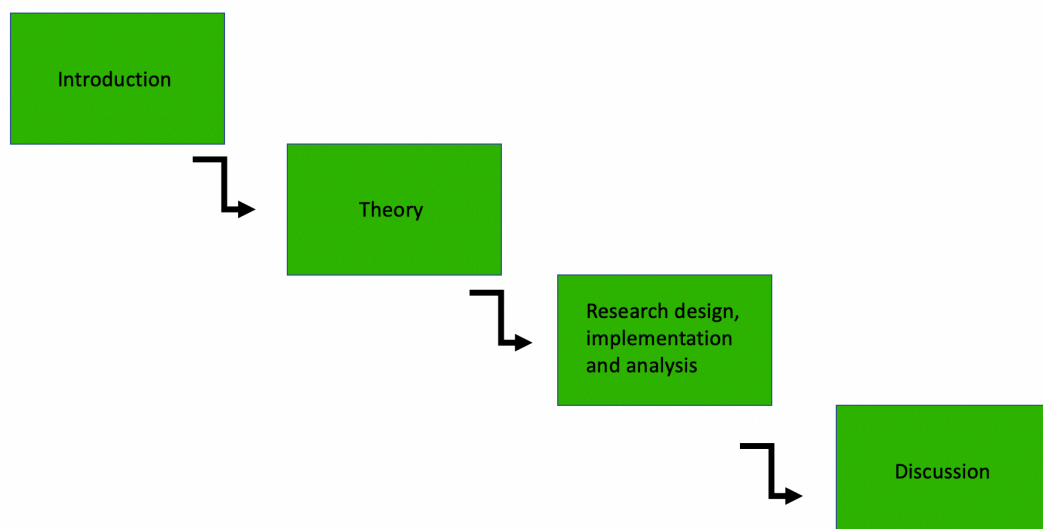 Introduction
Theory
Research design,
implementation
and analysis
Discussion